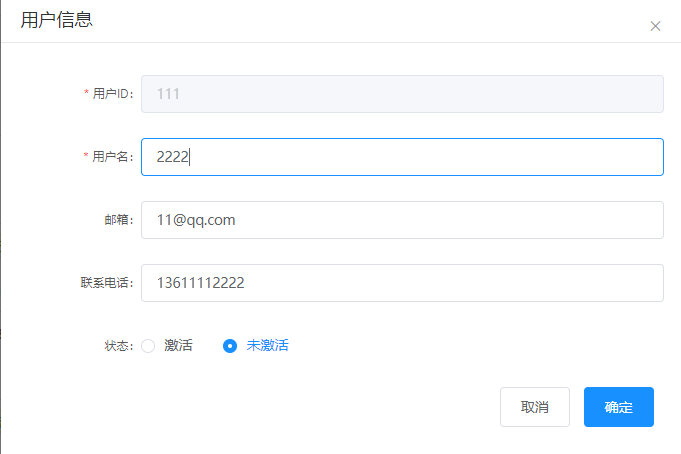 用户信息
* 用户ID: 111
* 用户名: 2222
邮箱: 11@qq.com
联系电话: 13611112222
状态: 激活 未激活
取消 确定